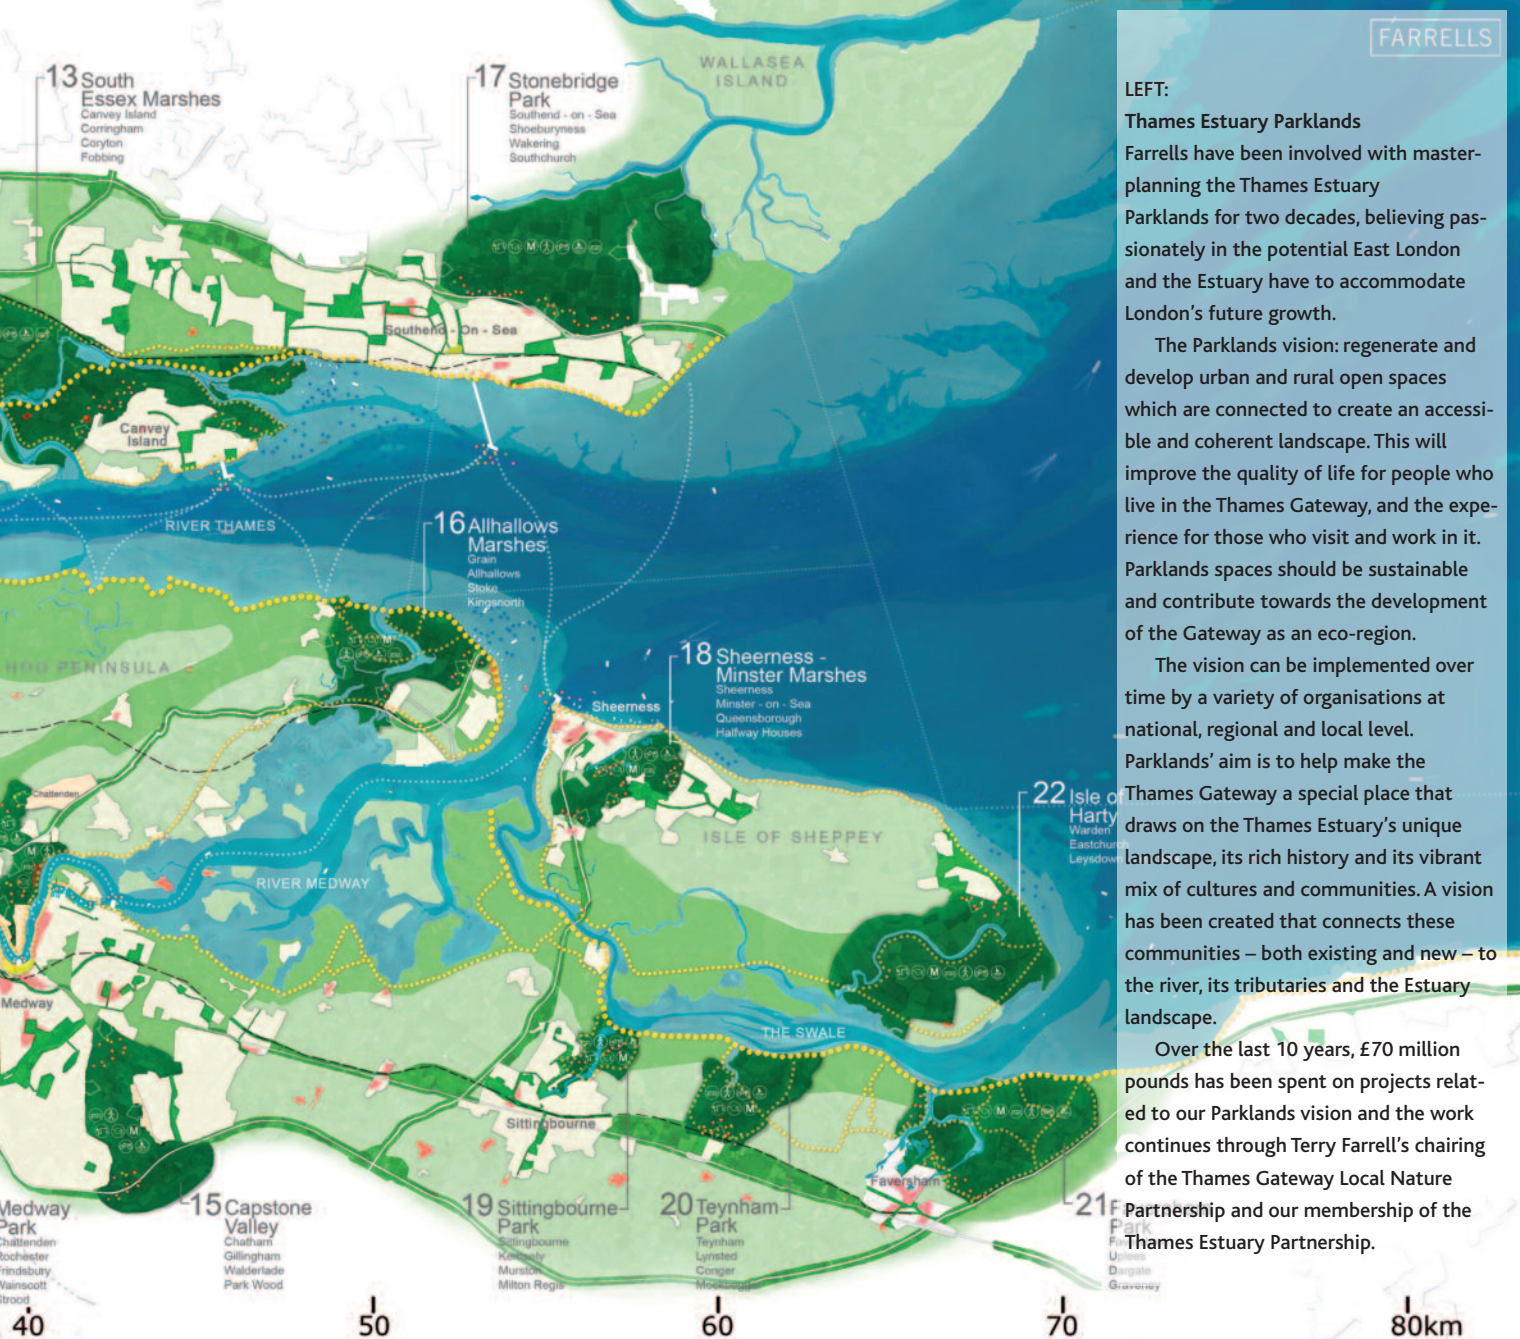 FARRELLS
WALLASEA
ISLAND
13 South
Essex Marshes
Canvey Island
Corringham
Coryton
Fobbing
17 Stonebridge
Park
Southend - on - Sea
Shoeburyness
Wakering
Southchurch
Southend - On - Sea
Canvey
Island
RIVER THAMES
16 Allhallows
Marshes
Grain
Allhallows
Stoke
Kingsnorth
HOO PENINSULA
18 Sheerness -
Minster Marshes
Sheerness
Minster - on - Sea
Queensborough
Halfway Houses
Sheerness
Chattenden
22 Isle of
Harty
Warden
Eastchurch
Leysdown
ISLE OF SHEPPEY
RIVER MEDWAY
Medway
THE SWALE
Sittingbourne
Faversham
Medway
Park
Chattenden
Rochester
Frindsbury
Wainscott
Strood
15 Capstone
Valley
Chatham
Gillingham
Walderlade
Park Wood
19 Sittingbourne
Park
Sittingbourne
Kemsely
Murston
Milton Regis
20 Teynham
Park
Teynham
Lynsted
Conger
21
Park
Uplees
Dargate
Graveney
40 50 60 70 80km
LEFT:
Thames Estuary Parklands
Farrells have been involved with master-
planning the Thames Estuary
Parklands for two decades, believing pas-
sionately in the potential East London
and the Estuary have to accommodate
London's future growth.
The Parklands vision: regenerate and
develop urban and rural open spaces
which are connected to create an accessi-
ble and coherent landscape. This will
improve the quality of life for people who
live in the Thames Gateway, and the expe-
rience for those who visit and work in it.
Parklands spaces should be sustainable
and contribute towards the development
of the Gateway as an eco-region.
The vision can be implemented over
time by a variety of organisations at
national, regional and local level.
Parklands' aim is to help make the
Thames Gateway a special place that
draws on the Thames Estuary's unique
landscape, its rich history and its vibrant
mix of cultures and communities. A vision
has been created that connects these
communities – both existing and new – to
the river, its tributaries and the Estuary
landscape.
Over the last 10 years, £70 million
pounds has been spent on projects relat-
ed to our Parklands vision and the work
continues through Terry Farrell's chairing
of the Thames Gateway Local Nature
Partnership and our membership of the
Thames Estuary Partnership.